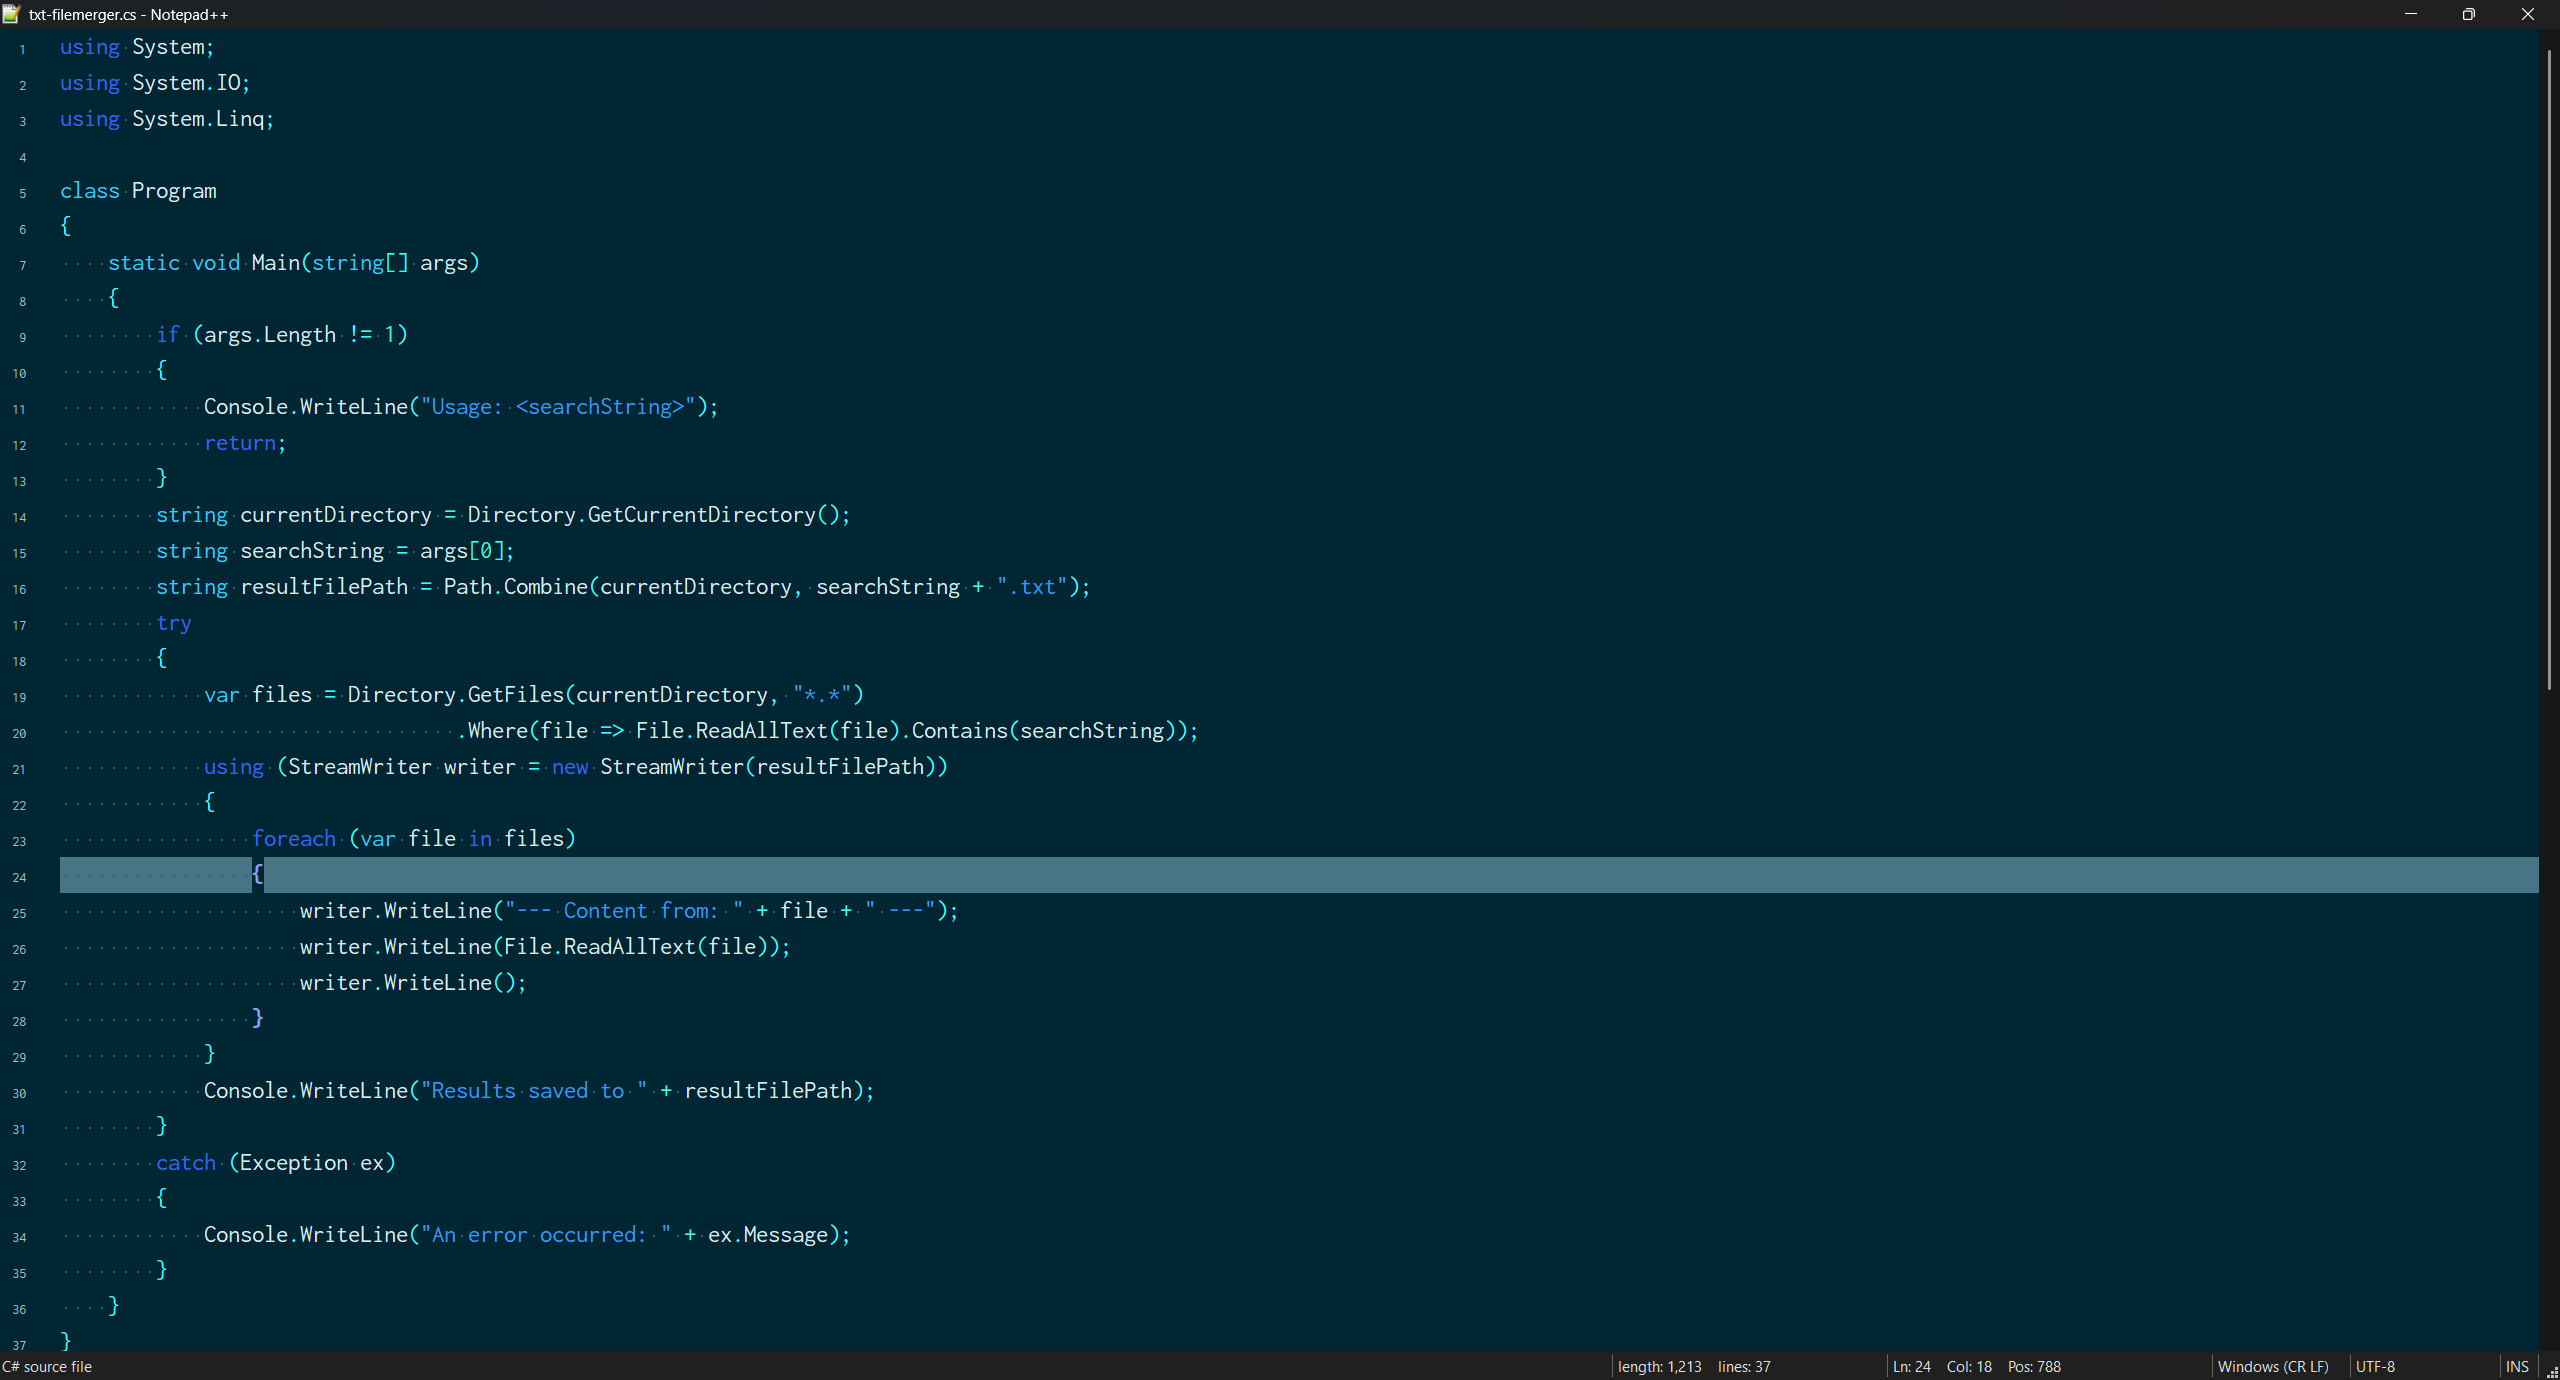 txt-filemerger.cs - Notepad++
1 using System;
2 using System.IO;
3 using System.Linq;
4
5 class Program
6 {
7     static void Main(string[] args)
8     {
9         if (args.Length != 1)
10         {
11             Console.WriteLine("Usage: <searchString>");
12             return;
13         }
14         string currentDirectory = Directory.GetCurrentDirectory();
15         string searchString = args[0];
16         string resultFilePath = Path.Combine(currentDirectory, searchString + ".txt");
17         try
18         {
19             var files = Directory.GetFiles(currentDirectory, "*.*")
20                                  .Where(file => File.ReadAllText(file).Contains(searchString));
21             using (StreamWriter writer = new StreamWriter(resultFilePath))
22             {
23                 foreach (var file in files)
24                 {
25                     writer.WriteLine("--- Content from: " + file + " ---");
26                     writer.WriteLine(File.ReadAllText(file));
27                     writer.WriteLine();
28                 }
29             }
30             Console.WriteLine("Results saved to " + resultFilePath);
31         }
32         catch (Exception ex)
33         {
34             Console.WriteLine("An error occurred: " + ex.Message);
35         }
36     }
37 }
C# source file length: 1,213 lines: 37 Ln: 24 Col: 18 Pos: 788 Windows (CR LF) UTF-8 INS